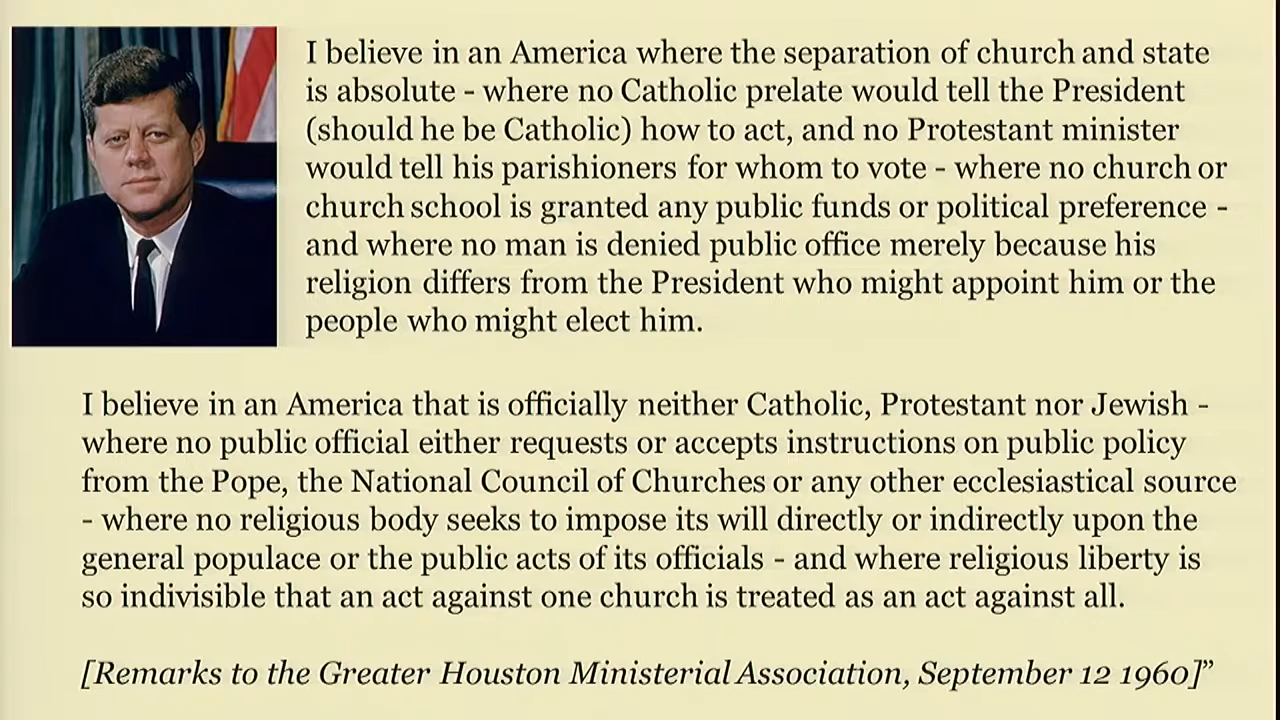 I believe in an America where the separation of church and state
is absolute - where no Catholic prelate would tell the President
(should he be Catholic) how to act, and no Protestant minister
would tell his parishioners for whom to vote - where no church or
church school is granted any public funds or political preference -
and where no man is denied public office merely because his
religion differs from the President who might appoint him or the
people who might elect him.
I believe in an America that is officially neither Catholic, Protestant nor Jewish -
where no public official either requests or accepts instructions on public policy
from the Pope, the National Council of Churches or any other ecclesiastical source
- where no religious body seeks to impose its will directly or indirectly upon the
general populace or the public acts of its officials - and where religious liberty is
so indivisible that an act against one church is treated as an act against all.
[Remarks to the Greater Houston Ministerial Association, September 12 1960]”